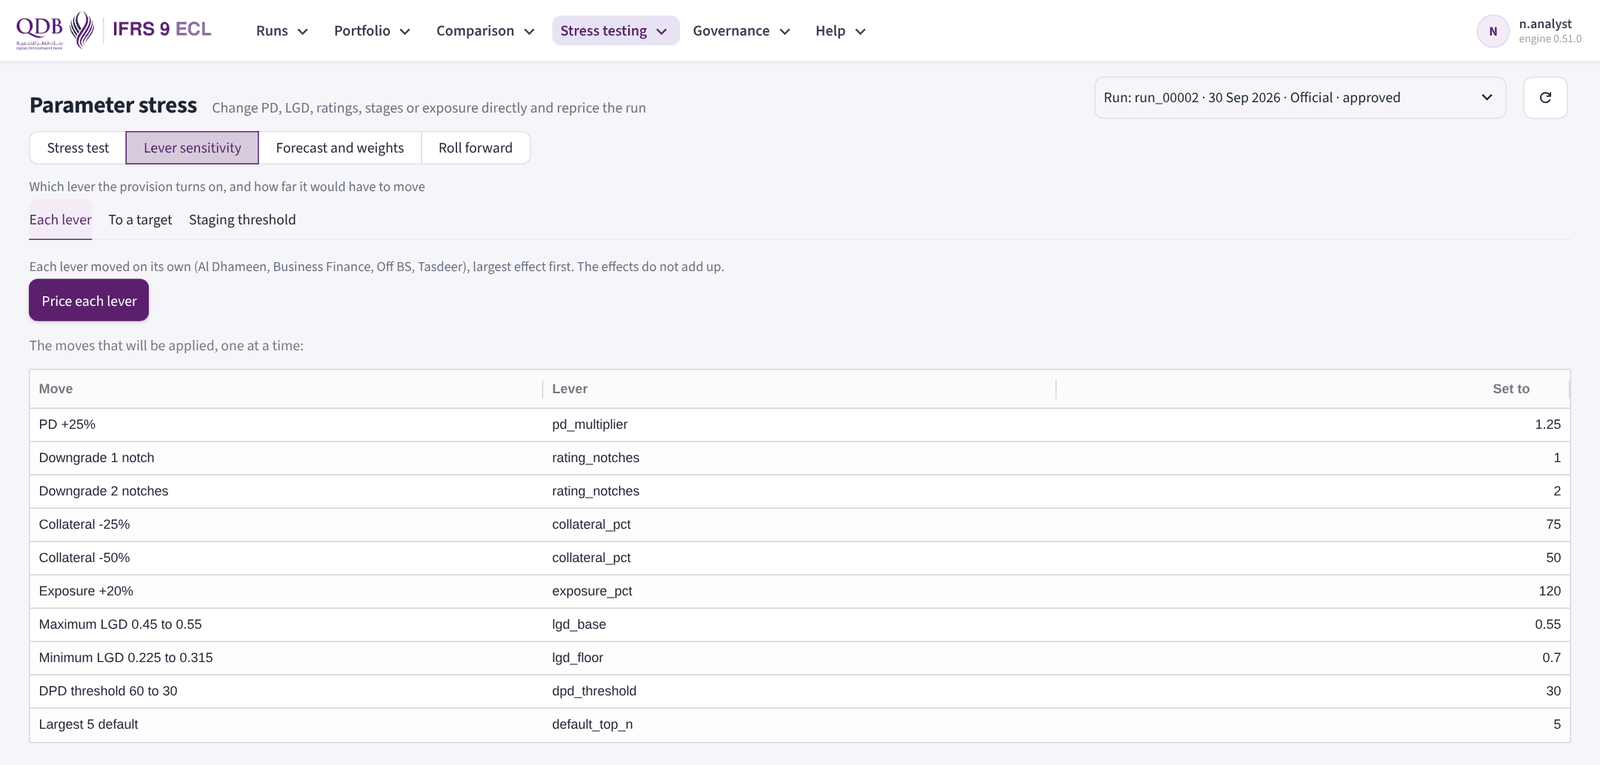 QDB
IFRS 9 ECL
Runs
Portfolio
Comparison
Stress testing
Governance
Help
N
n.analyst
engine 0.51.0
Parameter stress
Change PD, LGD, ratings, stages or exposure directly and reprice the run
Run: run_00002 · 30 Sep 2026 · Official · approved
Stress test
Lever sensitivity
Forecast and weights
Roll forward
Which lever the provision turns on, and how far it would have to move
Each lever
To a target
Staging threshold
Each lever moved on its own (Al Dhameen, Business Finance, Off BS, Tasdeer), largest effect first. The effects do not add up.
Price each lever
The moves that will be applied, one at a time:
Move Lever Set to
PD +25% pd_multiplier 1.25
Downgrade 1 notch rating_notches 1
Downgrade 2 notches rating_notches 2
Collateral -25% collateral_pct 75
Collateral -50% collateral_pct 50
Exposure +20% exposure_pct 120
Maximum LGD 0.45 to 0.55 lgd_base 0.55
Minimum LGD 0.225 to 0.315 lgd_floor 0.7
DPD threshold 60 to 30 dpd_threshold 30
Largest 5 default default_top_n 5